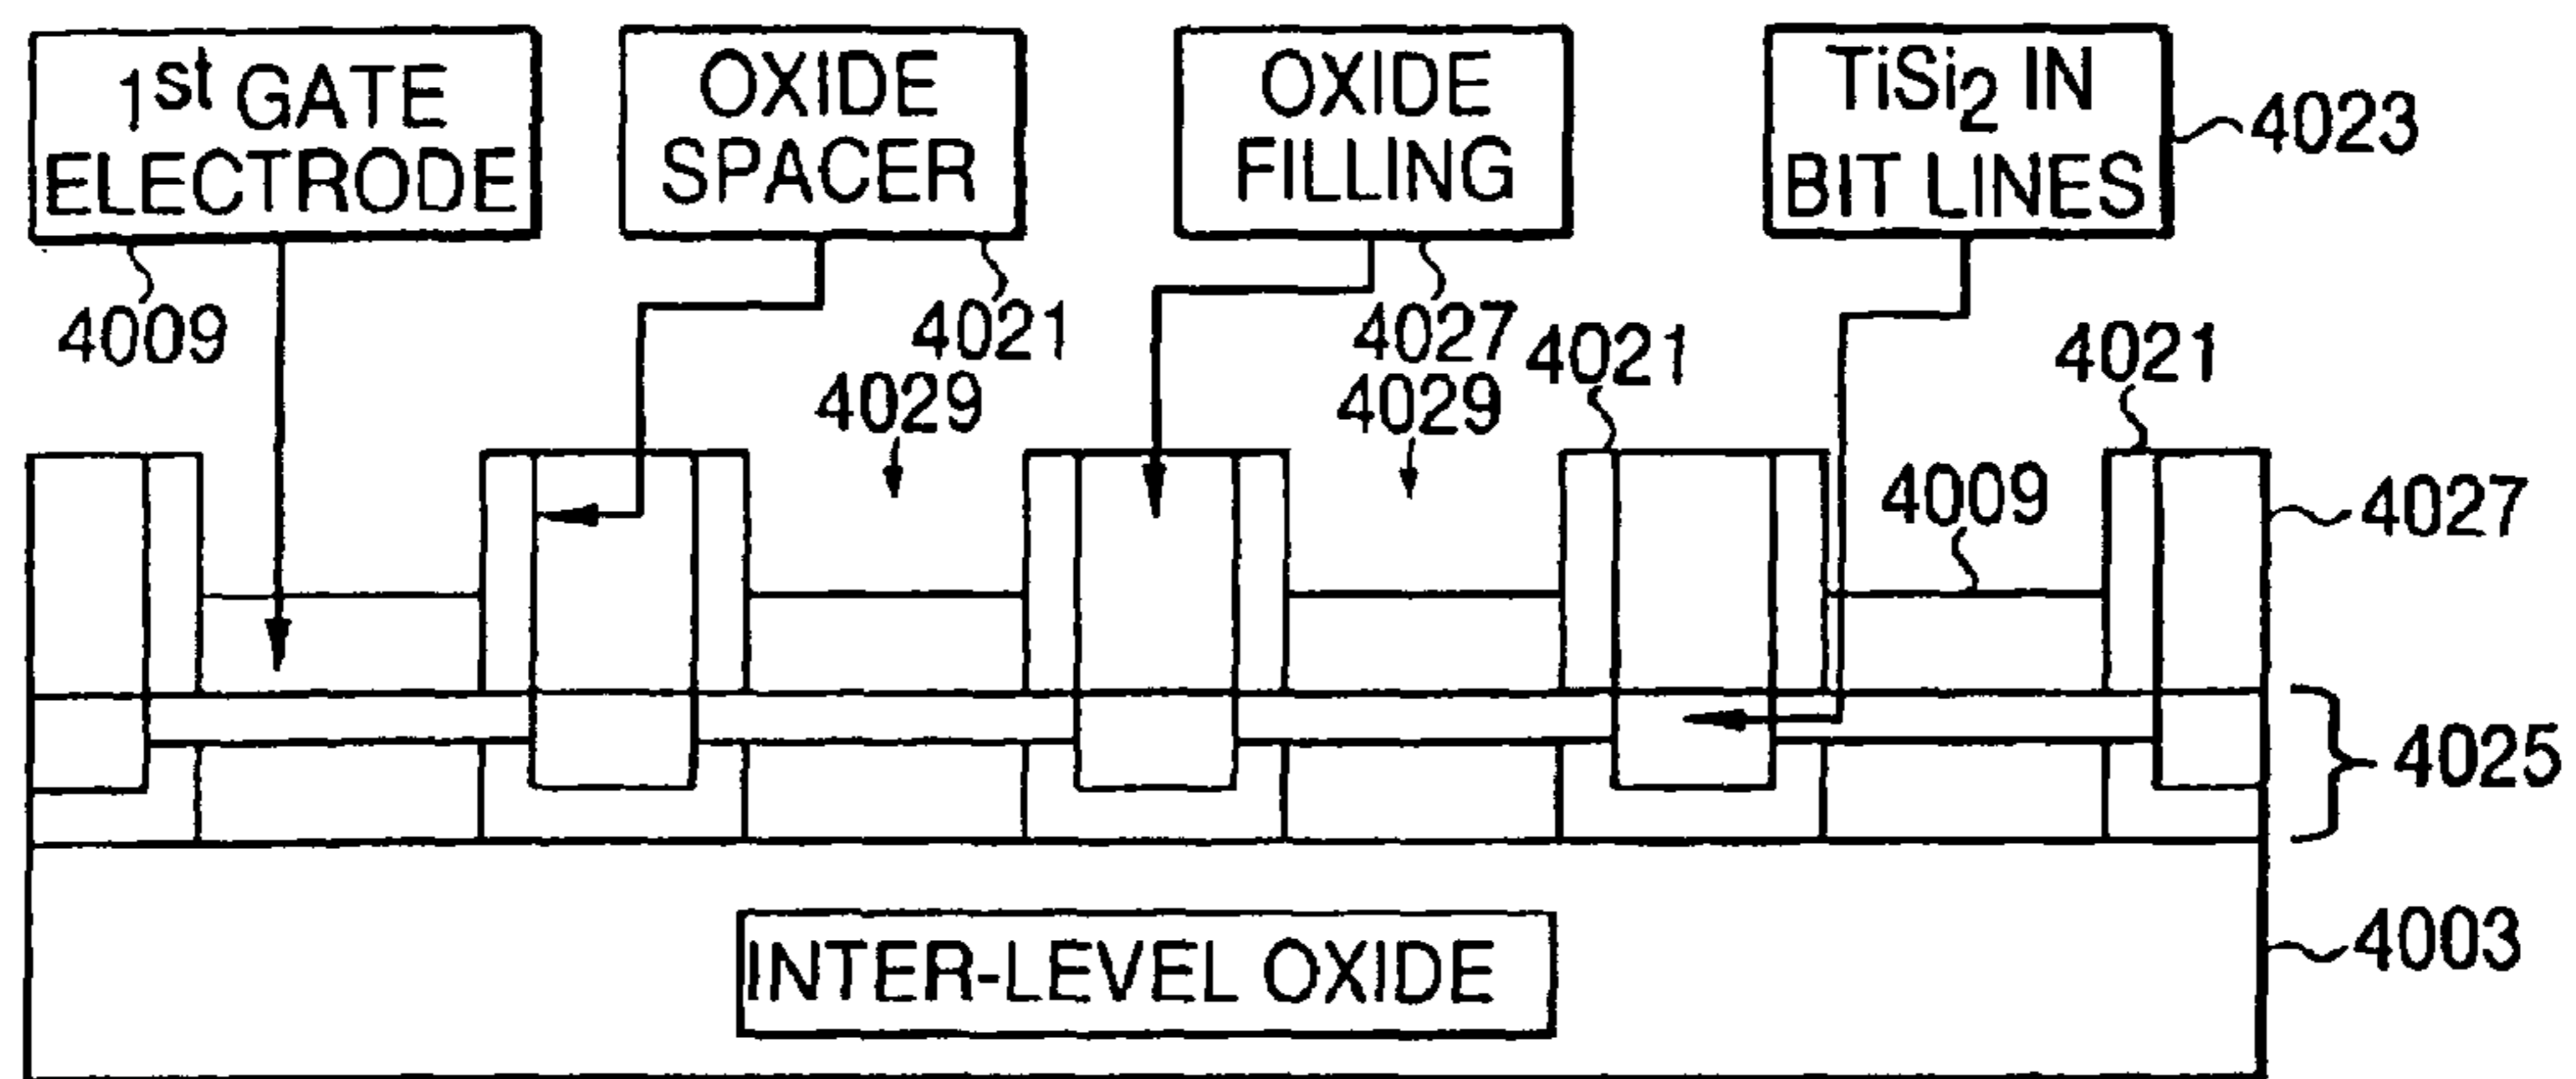 1st GATE
ELECTRODE
OXIDE
SPACER
OXIDE
FILLING
TiSi2 IN
BIT LINES
4023
4009
4021
4027
4029
4029
4021
4021
4009
4027
4025
4003
INTER-LEVEL OXIDE